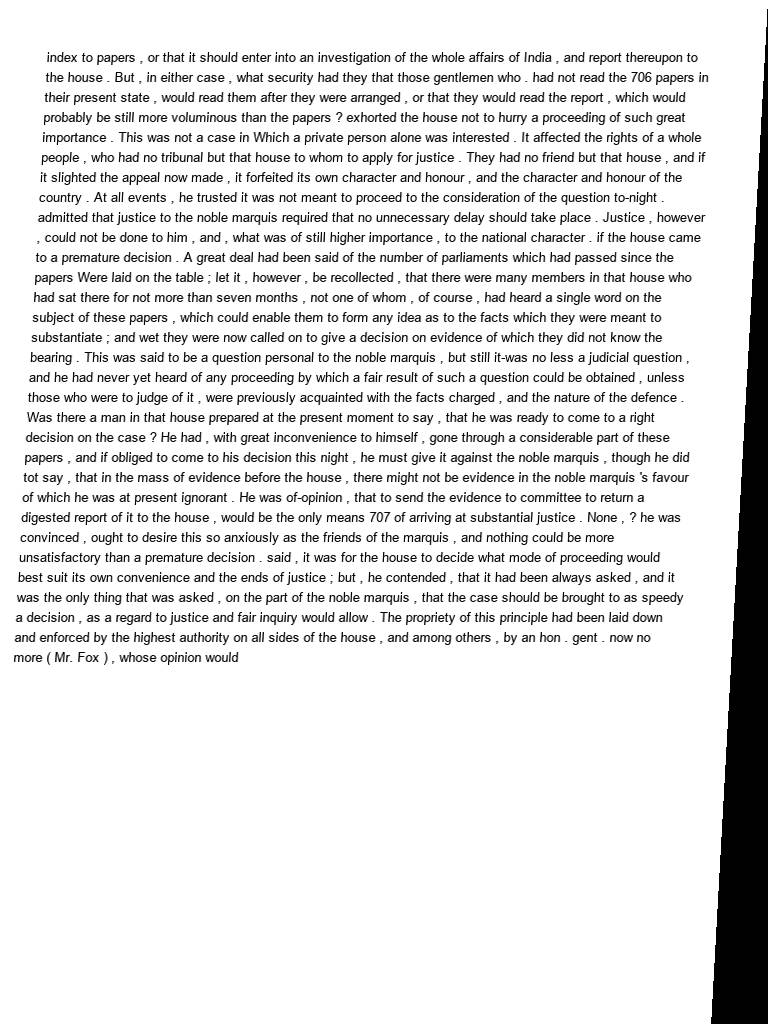 index to papers , or that it should enter into an investigation of the whole affairs of India , and report thereupon to
the house . But , in either case , what security had they that those gentlemen who . had not read the 706 papers in
their present state , would read them after they were arranged , or that they would read the report , which would
probably be still more voluminous than the papers ? exhorted the house not to hurry a proceeding of such great
importance . This was not a case in Which a private person alone was interested . It affected the rights of a whole
people , who had no tribunal but that house to whom to apply for justice . They had no friend but that house , and if
it slighted the appeal now made , it forfeited its own character and honour , and the character and honour of the
country . At all events , he trusted it was not meant to proceed to the consideration of the question to-night .
admitted that justice to the noble marquis required that no unnecessary delay should take place . Justice , however
, could not be done to him , and , what was of still higher importance , to the national character . if the house came
to a premature decision . A great deal had been said of the number of parliaments which had passed since the
papers Were laid on the table ; let it , however , be recollected , that there were many members in that house who
had sat there for not more than seven months , not one of whom , of course , had heard a single word on the
subject of these papers , which could enable them to form any idea as to the facts which they were meant to
substantiate ; and wet they were now called on to give a decision on evidence of which they did not know the
bearing . This was said to be a question personal to the noble marquis , but still it-was no less a judicial question ,
and he had never yet heard of any proceeding by which a fair result of such a question could be obtained , unless
those who were to judge of it , were previously acquainted with the facts charged , and the nature of the defence .
Was there a man in that house prepared at the present moment to say , that he was ready to come to a right
decision on the case ? He had , with great inconvenience to himself , gone through a considerable part of these
papers , and if obliged to come to his decision this night , he must give it against the noble marquis , though he did
tot say , that in the mass of evidence before the house , there might not be evidence in the noble marquis 's favour
of which he was at present ignorant . He was of-opinion , that to send the evidence to committee to return a
digested report of it to the house , would be the only means 707 of arriving at substantial justice . None , ? he was
convinced , ought to desire this so anxiously as the friends of the marquis , and nothing could be more
unsatisfactory than a premature decision . said , it was for the house to decide what mode of proceeding would
best suit its own convenience and the ends of justice ; but , he contended , that it had been always asked , and it
was the only thing that was asked , on the part of the noble marquis , that the case should be brought to as speedy
a decision , as a regard to justice and fair inquiry would allow . The propriety of this principle had been laid down
and enforced by the highest authority on all sides of the house , and among others , by an hon . gent . now no
more ( Mr. Fox ) , whose opinion would